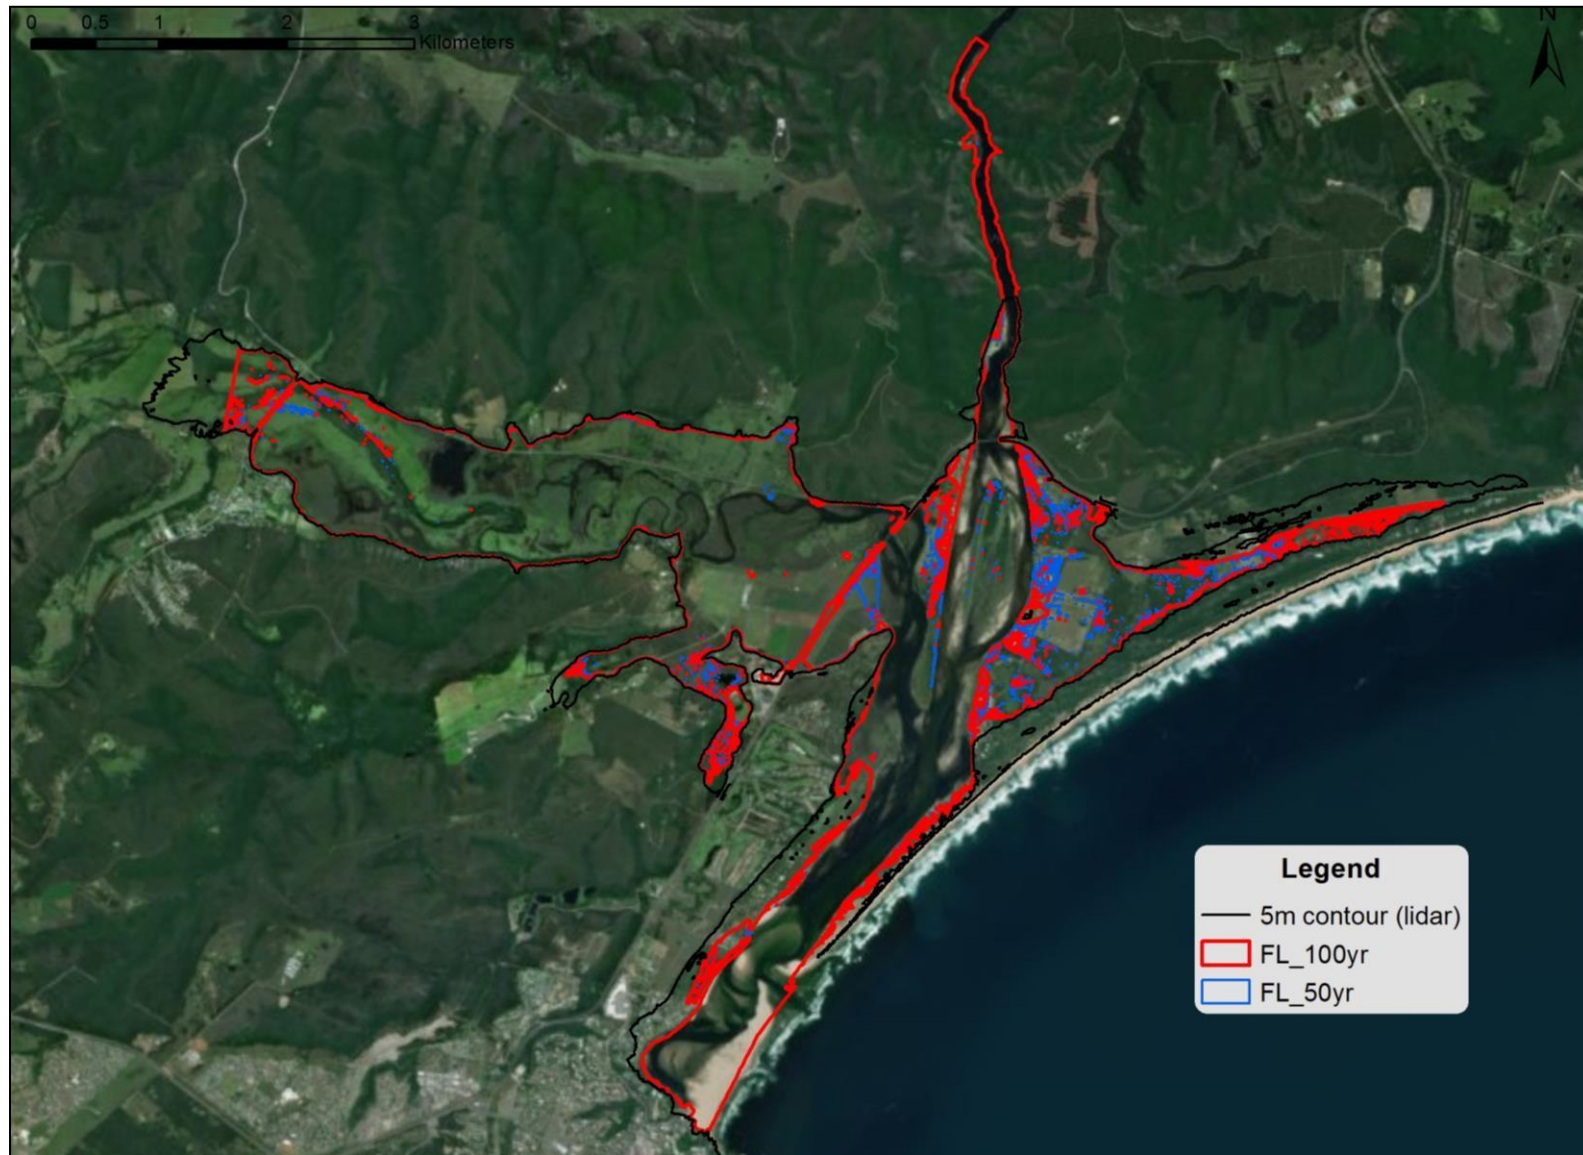 0 0.5 1 2 3
Kilometers
N
Legend
5m contour (lidar)
FL_100yr
FL_50yr